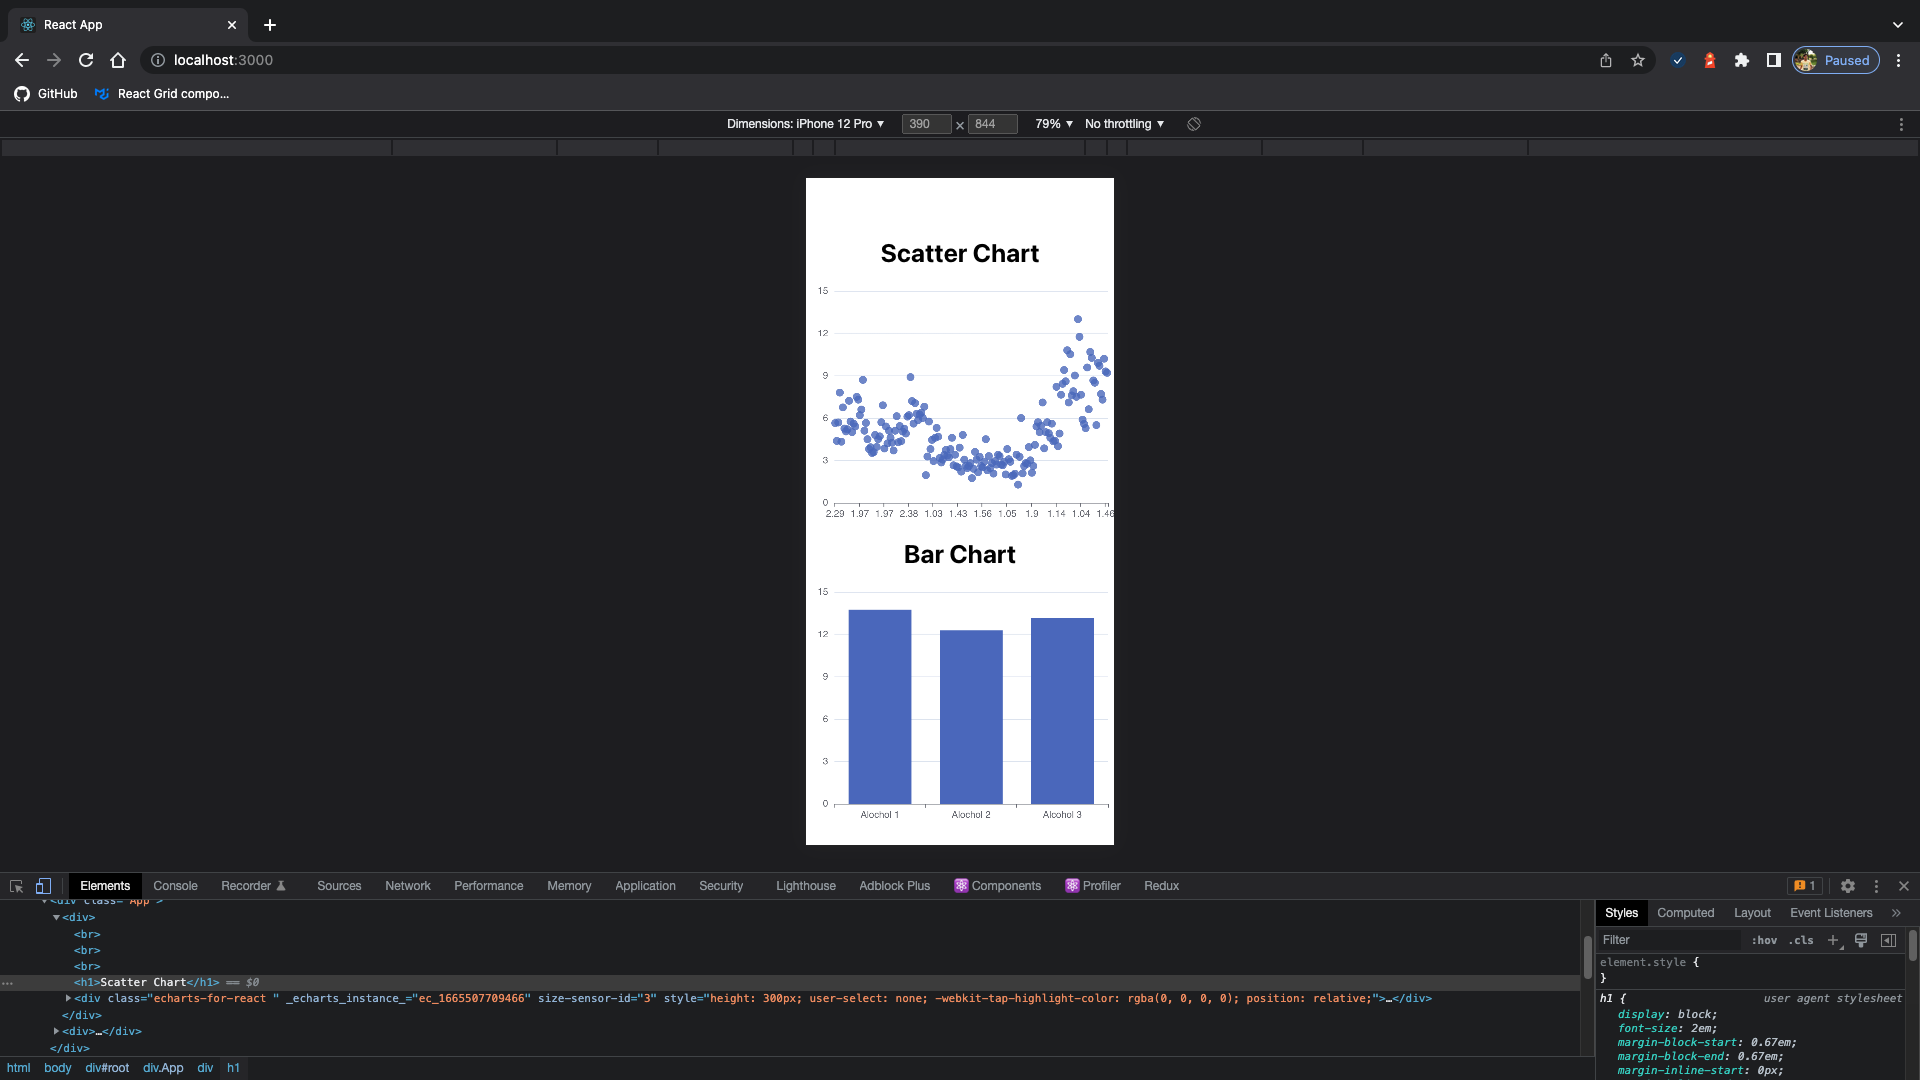 React App
localhost:3000
Paused
GitHub
React Grid compo...
Dimensions: iPhone 12 Pro
390
×
844
79%
No throttling
Scatter Chart
15
12
9
6
3
0
2.29 1.97 1.97 2.38 1.03 1.43 1.56 1.05 1.9 1.14 1.04 1.46
Bar Chart
15
12
9
6
3
0
Alochol 1 Alochol 2 Alcohol 3
Elements Console Recorder Sources Network Performance Memory Application Security Lighthouse Adblock Plus Components Profiler Redux
1
<div class="App">
<div>
<br>
<br>
<br>
… <h1>Scatter Chart</h1> == $0
<div class="echarts-for-react " _echarts_instance_="ec_1665507709466" size-sensor-id="3" style="height: 300px; user-select: none; -webkit-tap-highlight-color: rgba(0, 0, 0, 0); position: relative;">…</div>
</div>
<div>…</div>
</div>
html body div#root div.App div h1
Styles Computed Layout Event Listeners »
Filter :hov .cls +
element.style {
}
h1 { user agent stylesheet
display: block;
font-size: 2em;
margin-block-start: 0.67em;
margin-block-end: 0.67em;
margin-inline-start: 0px;